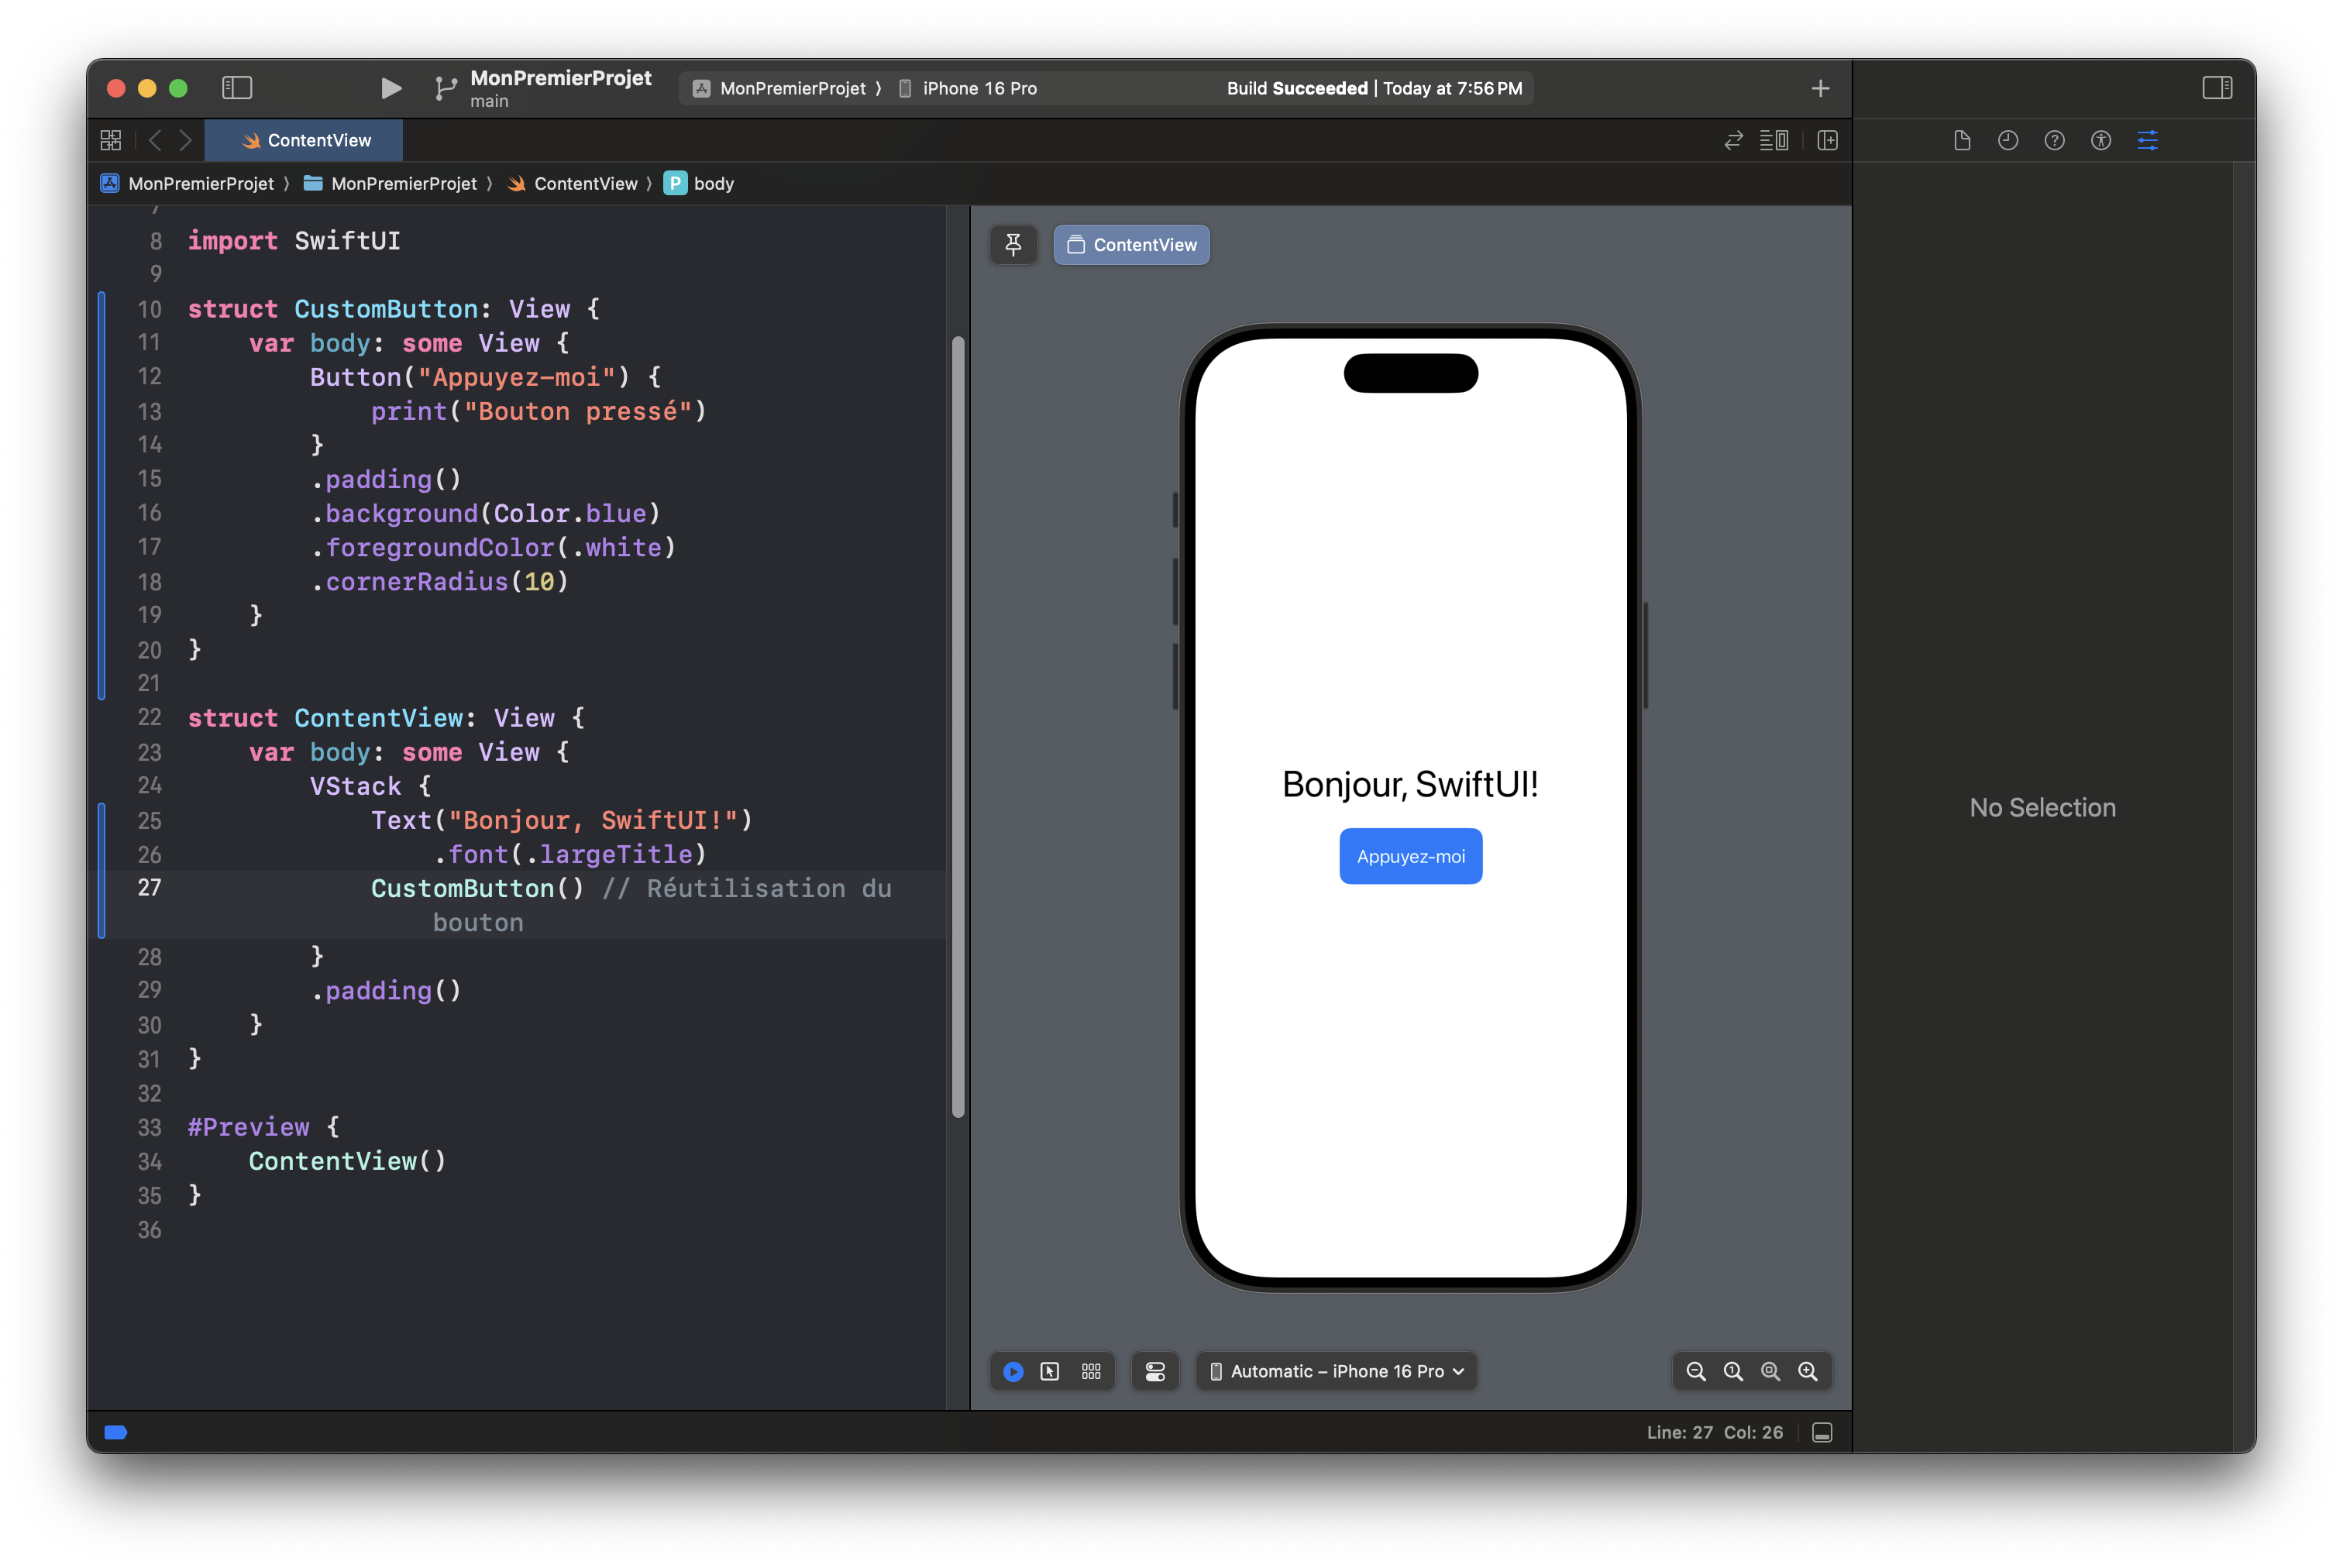 MonPremierProjet
main
MonPremierProjet 〉 iPhone 16 Pro
Build Succeeded | Today at 7:56 PM
ContentView
MonPremierProjet 〉 MonPremierProjet 〉 ContentView 〉 P body
7
8 import SwiftUI
9
10 struct CustomButton: View {
11     var body: some View {
12         Button("Appuyez-moi") {
13             print("Bouton pressé")
14         }
15         .padding()
16         .background(Color.blue)
17         .foregroundColor(.white)
18         .cornerRadius(10)
19     }
20 }
21
22 struct ContentView: View {
23     var body: some View {
24         VStack {
25             Text("Bonjour, SwiftUI!")
26                 .font(.largeTitle)
27             CustomButton() // Réutilisation du
bouton
28         }
29         .padding()
30     }
31 }
32
33 #Preview {
34     ContentView()
35 }
36
ContentView
Bonjour, SwiftUI!
Appuyez-moi
Automatic – iPhone 16 Pro
No Selection
Line: 27 Col: 26